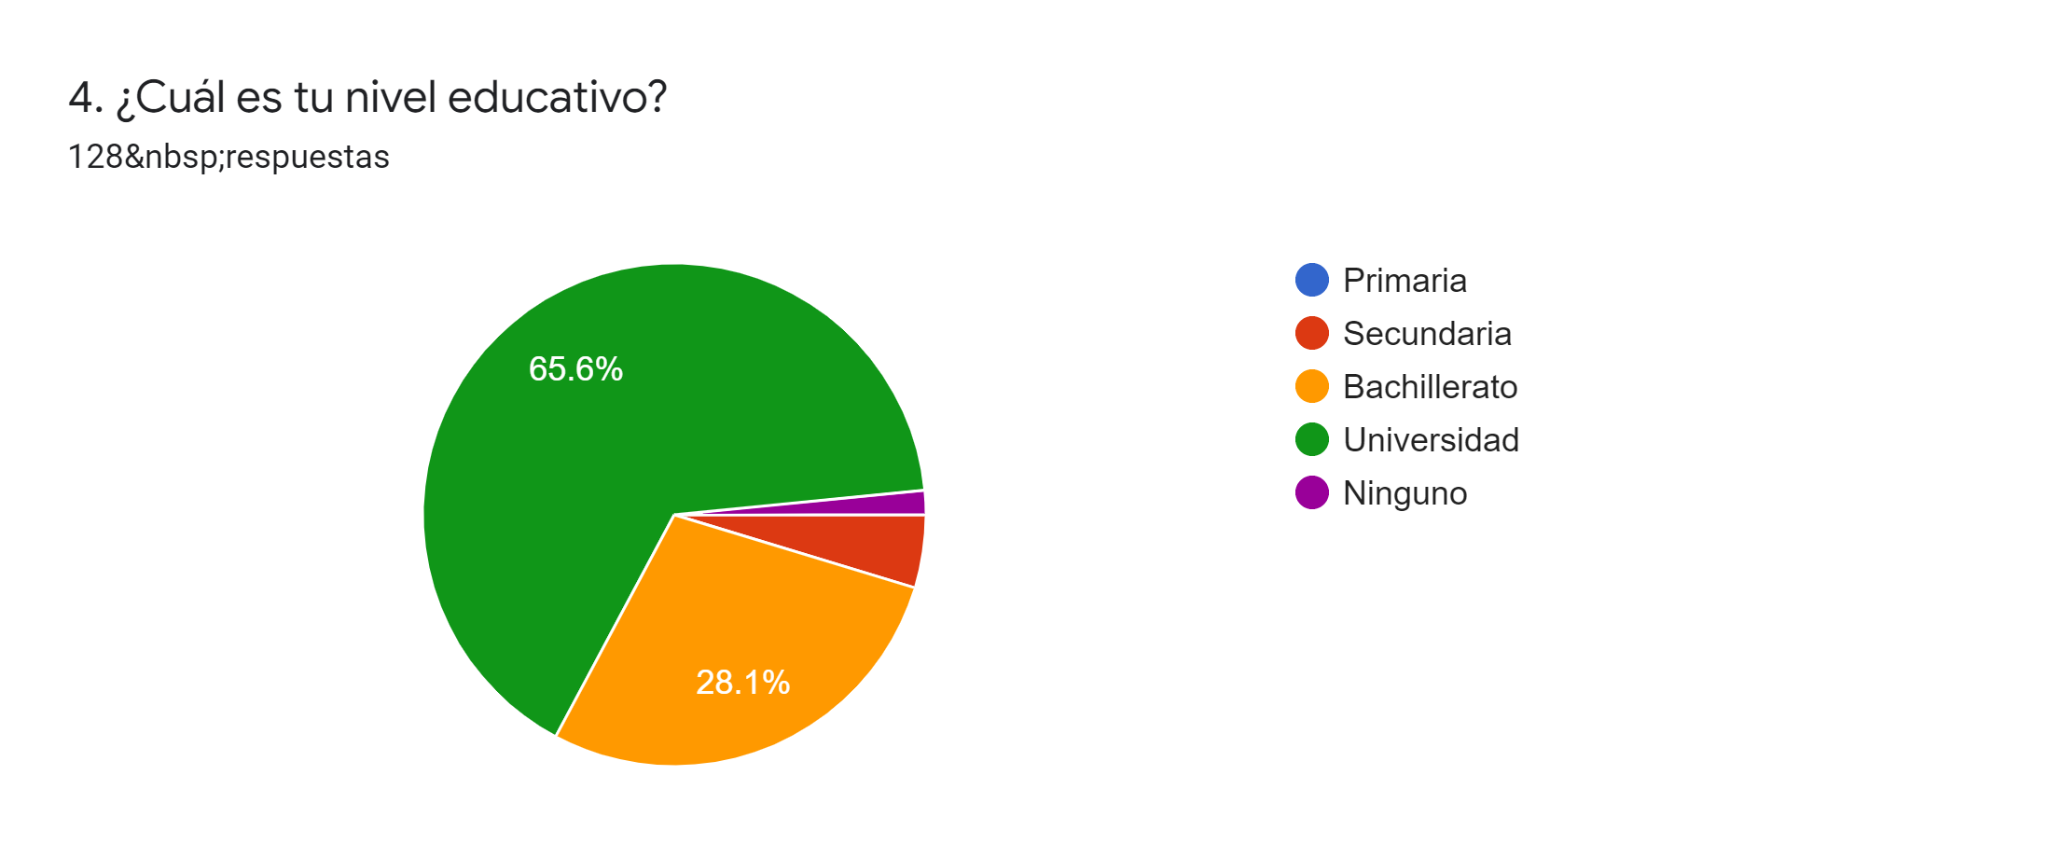 4. ¿Cuál es tu nivel educativo?
128&nbsp;respuestas
65.6%
28.1%
Primaria
Secundaria
Bachillerato
Universidad
Ninguno